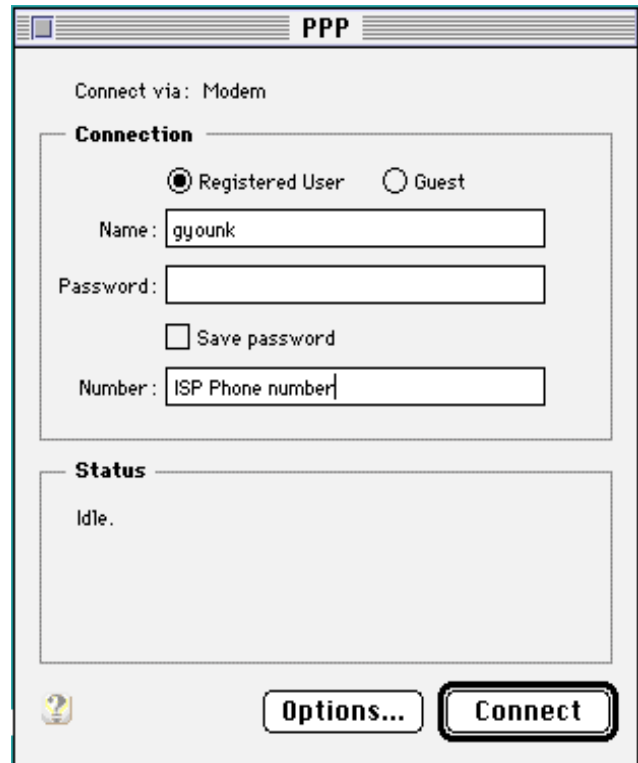 PPP
Connect via: Modem
Connection
Registered User Guest
Name: gyounk
Password:
Save password
Number: ISP Phone number
Status
Idle.
?
Options... Connect